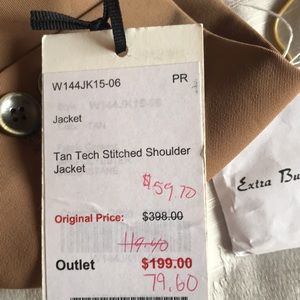 W144JK15-06 PR
Jacket
Tan Tech Stitched Shoulder
Jacket
$59.70
Original Price: $398.00
119.40
Outlet $199.00
79.60
Extra Bu